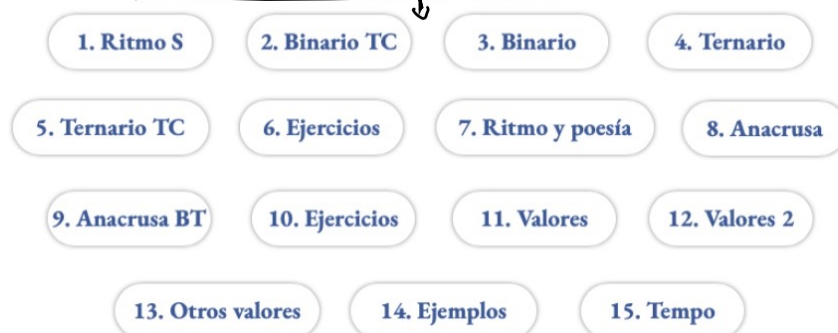 1. Ritmo S 2. Binario TC 3. Binario 4. Ternario
5. Ternario TC 6. Ejercicios 7. Ritmo y poesía 8. Anacrusa
9. Anacrusa BT 10. Ejercicios 11. Valores 12. Valores 2
13. Otros valores 14. Ejemplos 15. Tempo